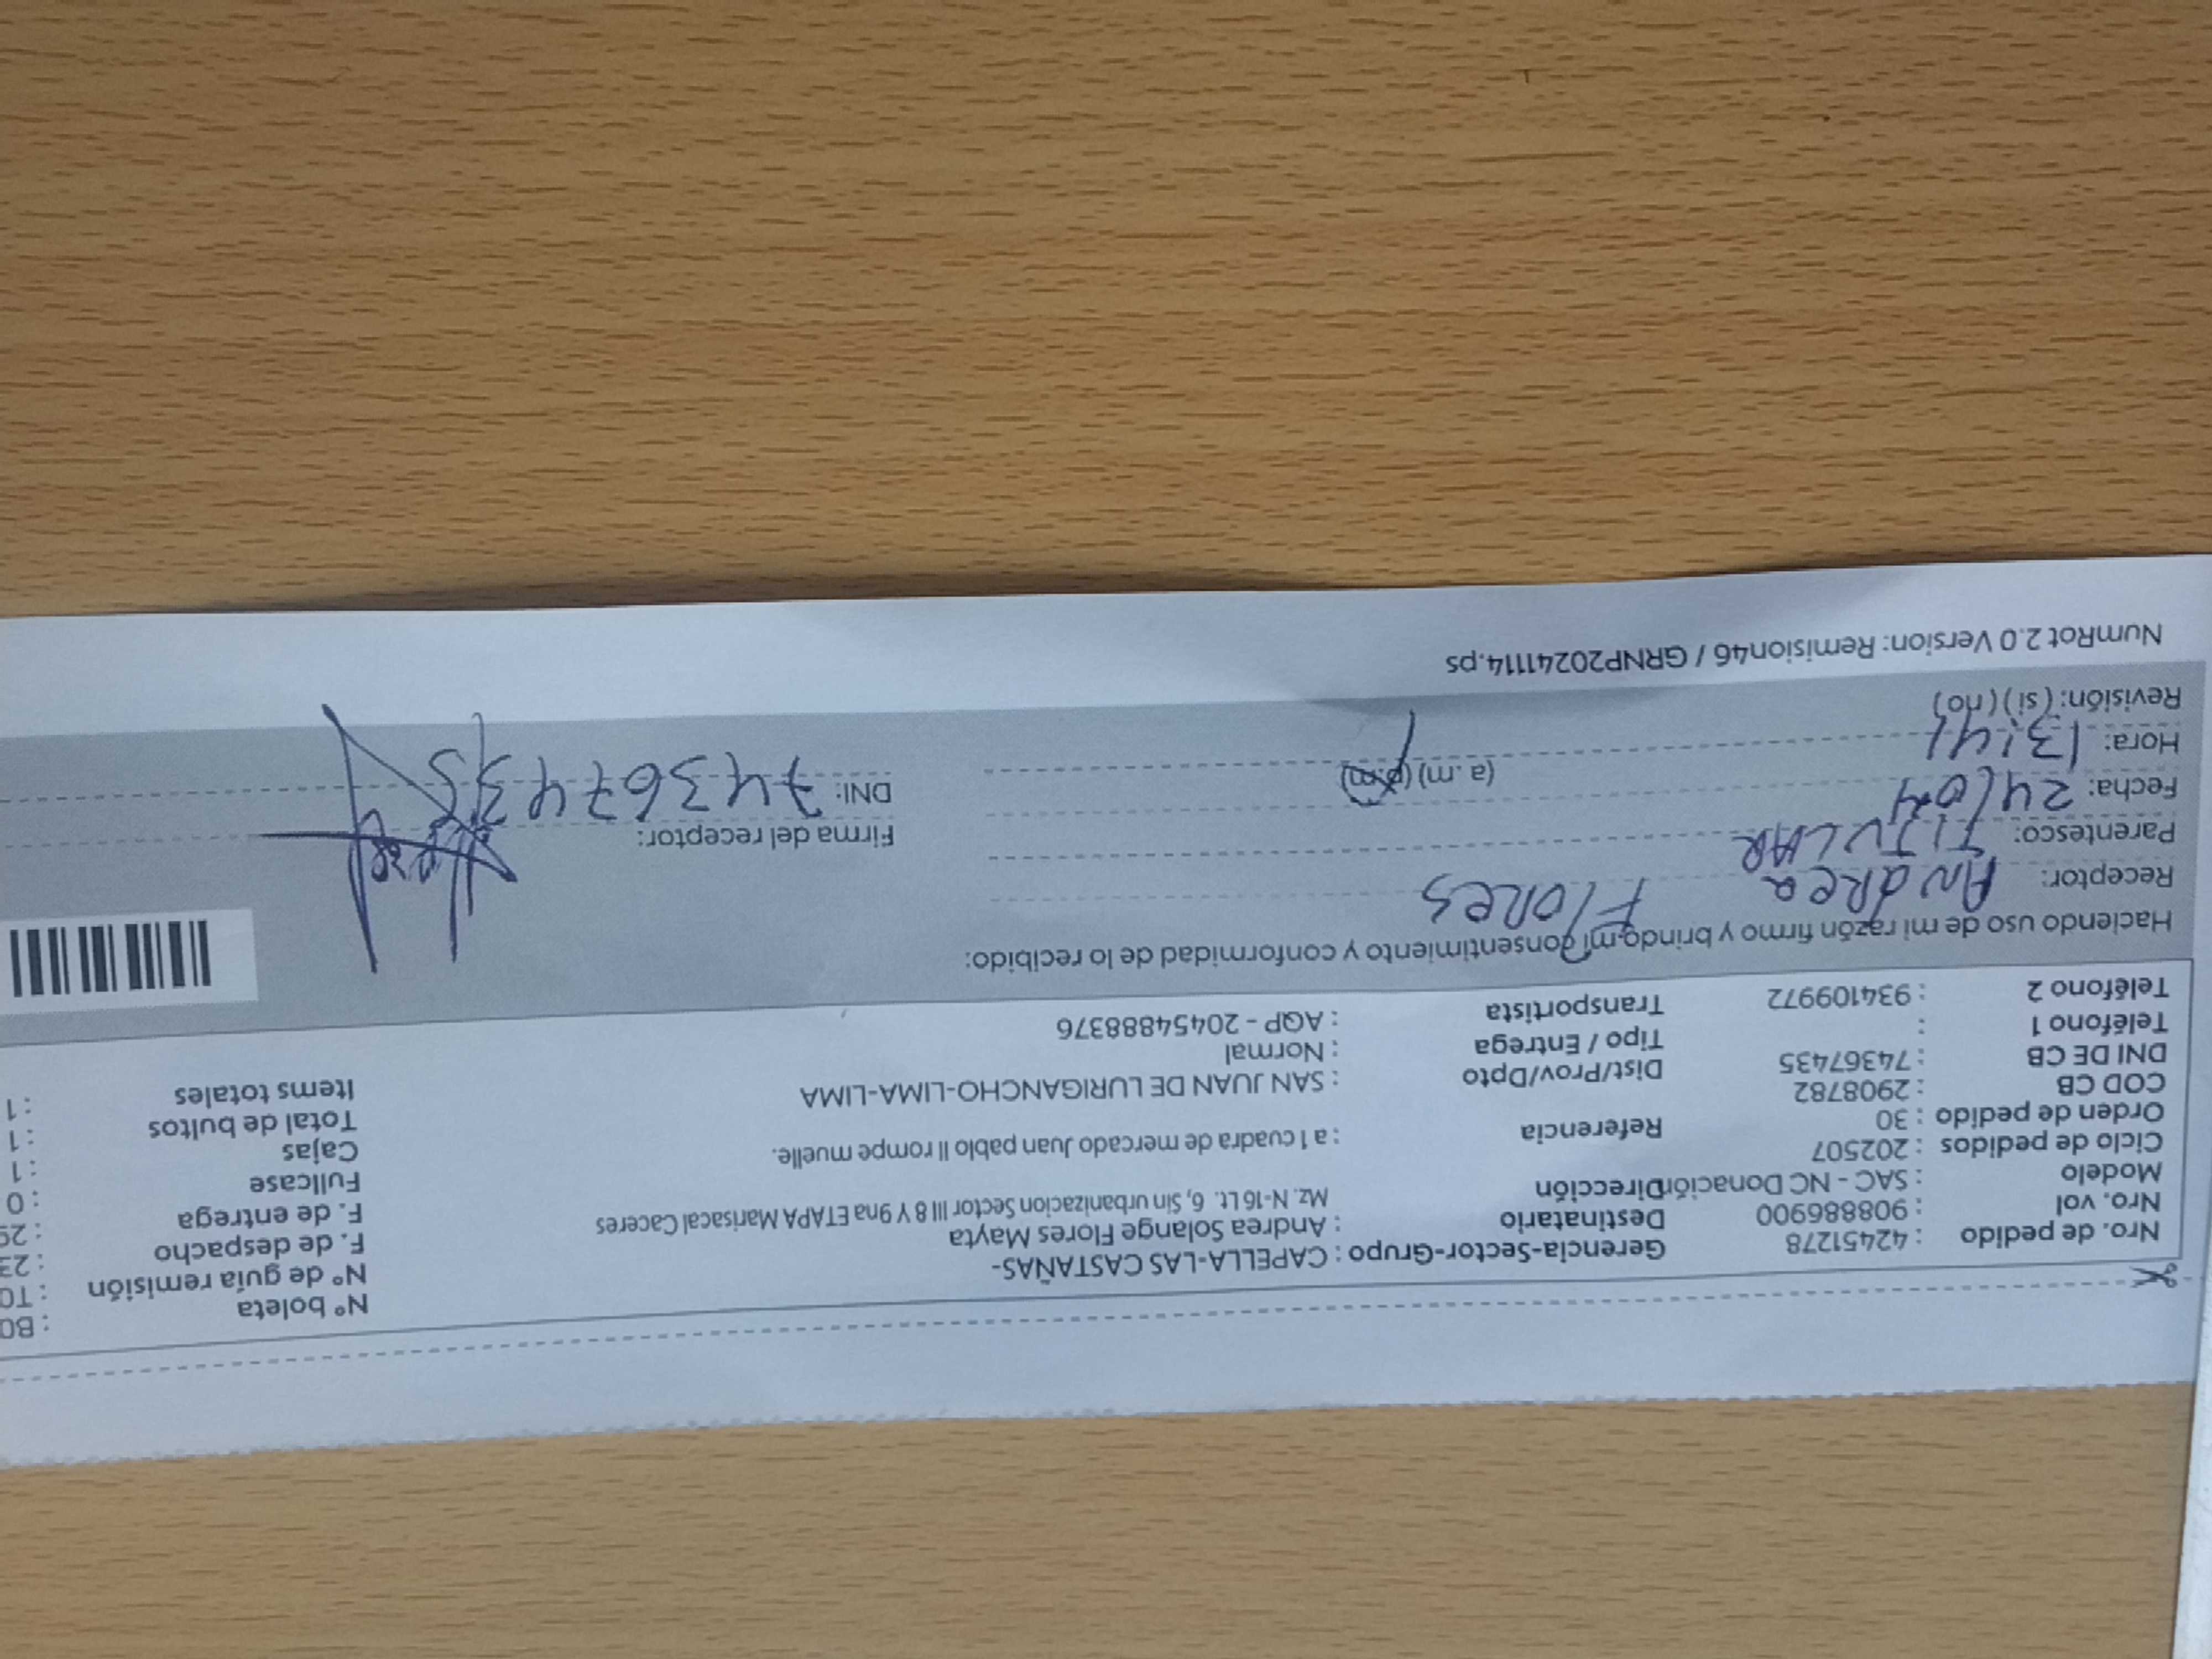 Nro. de pedido : 42451278
Nro. vol : 908886900
Modelo : SAC - NC Donación
Ciclo de pedidos : 202507
Orden de pedido : 30
COD CB : 2908782
DNI DE CB : 74367435
Teléfono 1 :
Teléfono 2 : 934109972
Gerencia-Sector-Grupo : CAPELLA-LAS CASTAÑAS-
Destinatario : Andrea Solange Flores Mayta
Dirección Mz. N-16 Lt. 6, Sin urbanizacion Sector III 8 Y 9na ETAPA Marisacal Caceres
Referencia : a 1 cuadra de mercado Juan pablo II rompe muelle.
Dist/Prov/Dpto : SAN JUAN DE LURIGANCHO-LIMA-LIMA
Tipo / Entrega : Normal
Transportista : AQP - 20454888376
N° boleta : B0
N° de guía remisión : T0
F. de despacho : 23
F. de entrega : 25
Fullcase : 0
Cajas : 1
Total de bultos : 1
Items totales : 1
Haciendo uso de mi razón firmo y brindo mi consentimiento y conformidad de lo recibido:
Receptor: ANDREA FLORES
Parentesco: TITULAR
Fecha: 24/04
Hora: 13:41 (a.m) (p.m)
Revisión: (si) (no)
Firma del receptor:
DNI: 74367435
NumRot 2.0 Version: Remision46 / GRNP20241114.ps